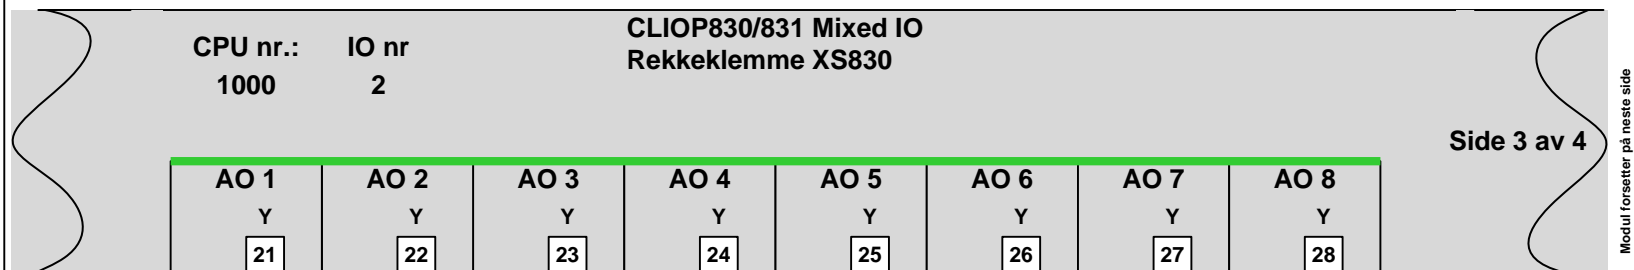 CLIOP830/831 Mixed IO
Rekkeklemme XS830
CPU nr.: IO nr
1000 2
Side 3 av 4
Modul forsetter på neste side
AO 1 AO 2 AO 3 AO 4 AO 5 AO 6 AO 7 AO 8
Y Y Y Y Y Y Y Y
21 22 23 24 25 26 27 28